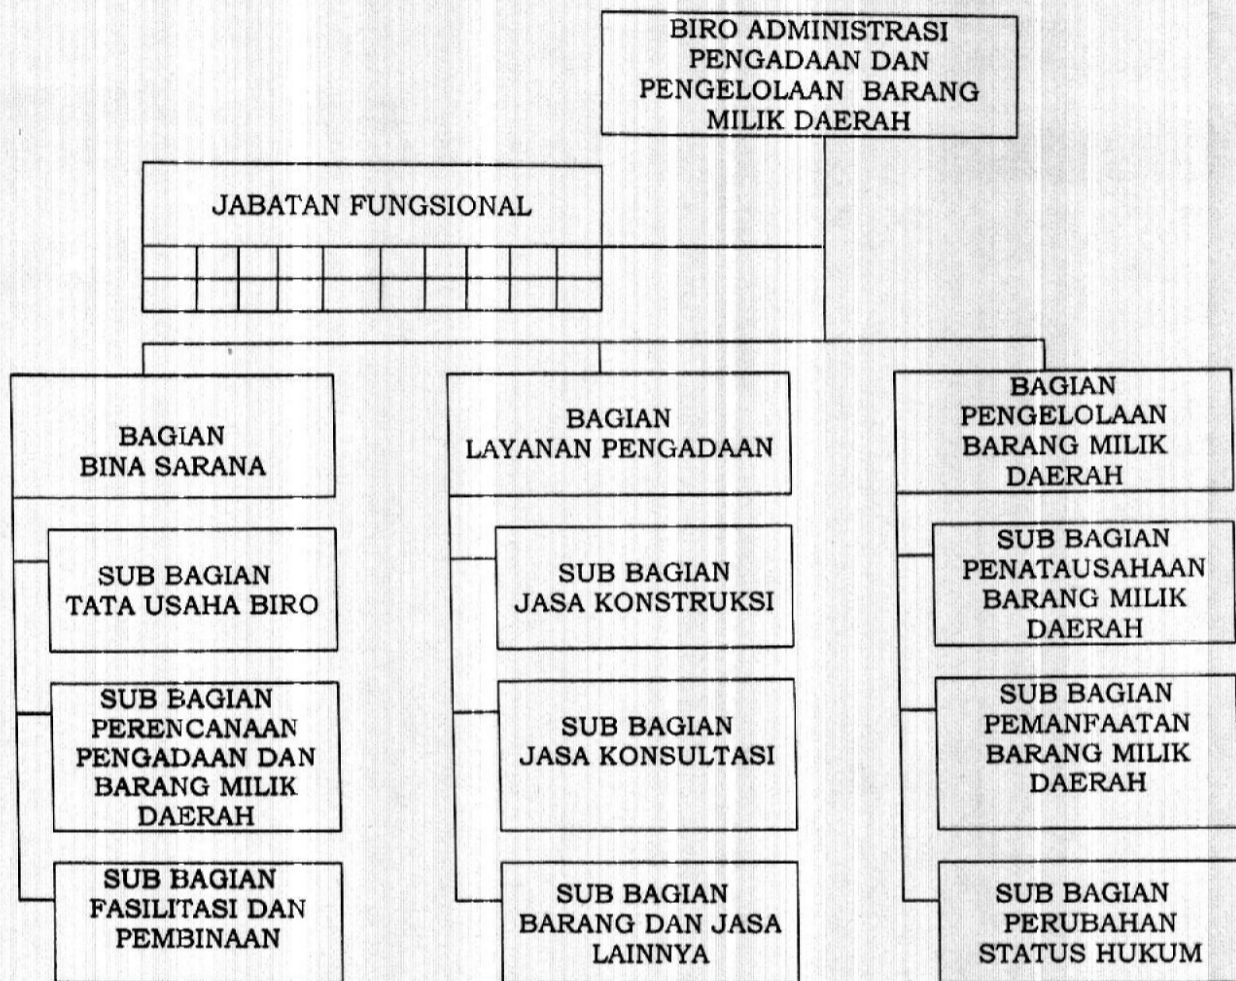 BIRO ADMINISTRASI
PENGADAAN DAN
PENGELOLAAN BARANG
MILIK DAERAH
JABATAN FUNGSIONAL
BAGIAN
BINA SARANA
SUB BAGIAN
TATA USAHA BIRO
SUB BAGIAN
PERENCANAAN
PENGADAAN DAN
BARANG MILIK
DAERAH
SUB BAGIAN
FASILITASI DAN
PEMBINAAN
BAGIAN
LAYANAN PENGADAAN
SUB BAGIAN
JASA KONSTRUKSI
SUB BAGIAN
JASA KONSULTASI
SUB BAGIAN
BARANG DAN JASA
LAINNYA
BAGIAN
PENGELOLAAN
BARANG MILIK
DAERAH
SUB BAGIAN
PENATAUSAHAAN
BARANG MILIK
DAERAH
SUB BAGIAN
PEMANFAATAN
BARANG MILIK
DAERAH
SUB BAGIAN
PERUBAHAN
STATUS HUKUM